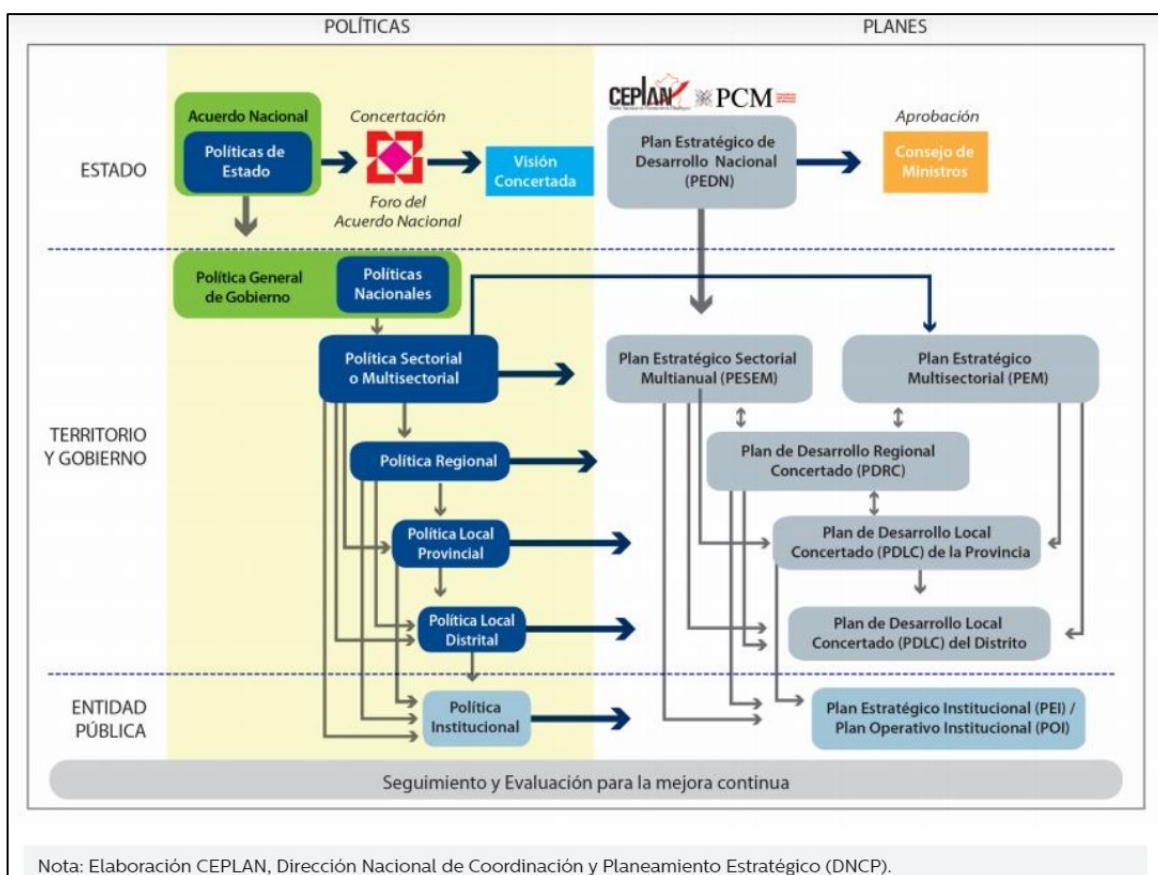 POLÍTICAS
PLANES
ESTADO
Acuerdo Nacional
Políticas de
Estado
Concertación
Foro del
Acuerdo Nacional
Visión
Concertada
CEPLAN
PCM
Plan Estratégico de
Desarrollo Nacional
(PEDN)
Aprobación
Consejo de
Ministros
TERRITORIO
Y GOBIERNO
Política General
de Gobierno
Políticas
Nacionales
Política Sectorial
o Multisectorial
Plan Estratégico Sectorial
Multianual (PESEM)
Plan Estratégico
Multisectorial (PEM)
Política Regional
Plan de Desarrollo Regional
Concertado (PDRC)
Política Local
Provincial
Plan de Desarrollo Local
Concertado (PDLC) de la Provincia
Política Local
Distrital
Plan de Desarrollo Local
Concertado (PDLC) del Distrito
ENTIDAD
PÚBLICA
Política
Institucional
Plan Estratégico Institucional (PEI) /
Plan Operativo Institucional (POI)
Seguimiento y Evaluación para la mejora continua
Nota: Elaboración CEPLAN, Dirección Nacional de Coordinación y Planeamiento Estratégico (DNCP).